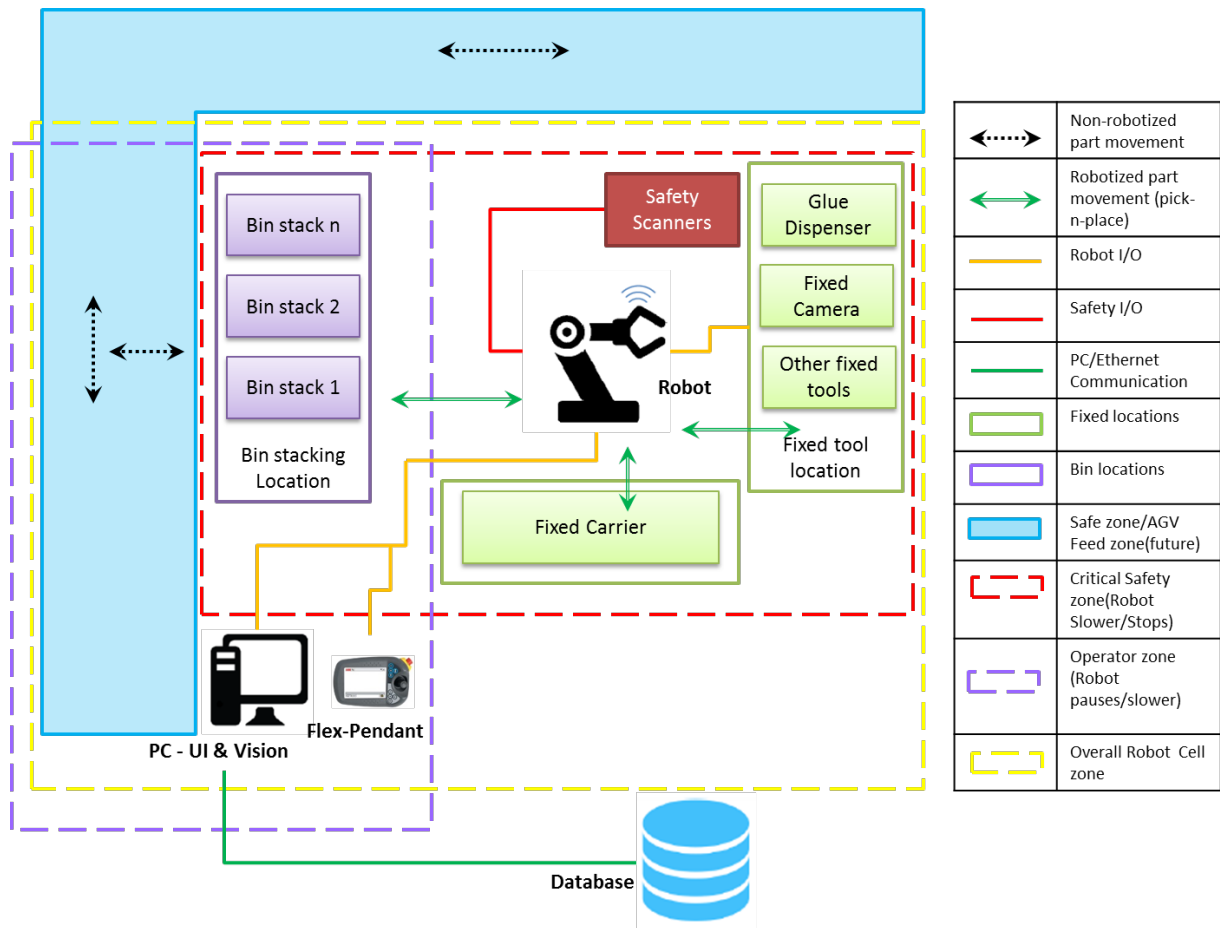 Bin stack n
Bin stack 2
Bin stack 1
Bin stacking
Location
Safety
Scanners
Robot
Glue
Dispenser
Fixed
Camera
Other fixed
tools
Fixed tool
location
Fixed Carrier
PC - UI & Vision
Flex-Pendant
Database
Non-robotized
part movement
Robotized part
movement (pick-
n-place)
Robot I/O
Safety I/O
PC/Ethernet
Communication
Fixed locations
Bin locations
Safe zone/AGV
Feed zone(future)
Critical Safety
zone(Robot
Slower/Stops)
Operator zone
(Robot
pauses/slower)
Overall Robot Cell
zone